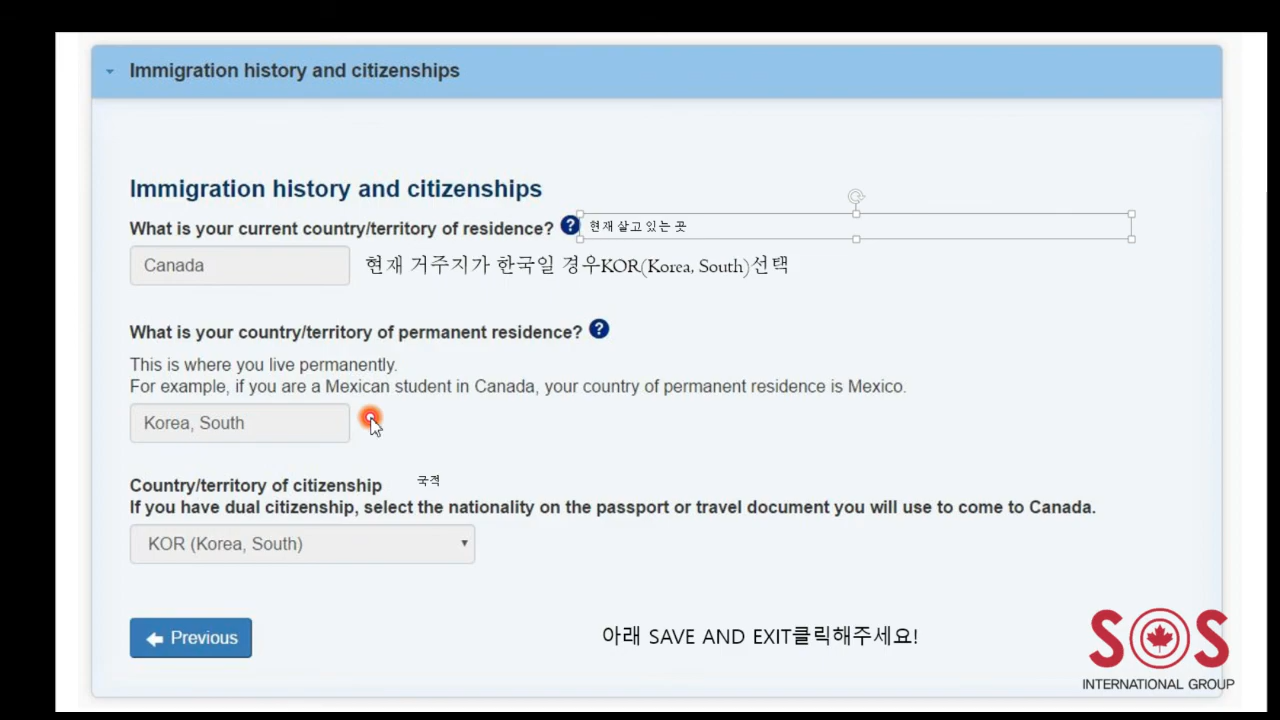 Immigration history and citizenships
Immigration history and citizenships
What is your current country/territory of residence? ? 현재 살고 있는 곳
Canada 현재 거주지가 한국일 경우KOR(Korea, South)선택
What is your country/territory of permanent residence? ?
This is where you live permanently.
For example, if you are a Mexican student in Canada, your country of permanent residence is Mexico.
Korea, South
Country/territory of citizenship 국적
If you have dual citizenship, select the nationality on the passport or travel document you will use to come to Canada.
KOR (Korea, South)
Previous 아래 SAVE AND EXIT클릭해주세요!
SOS
INTERNATIONAL GROUP